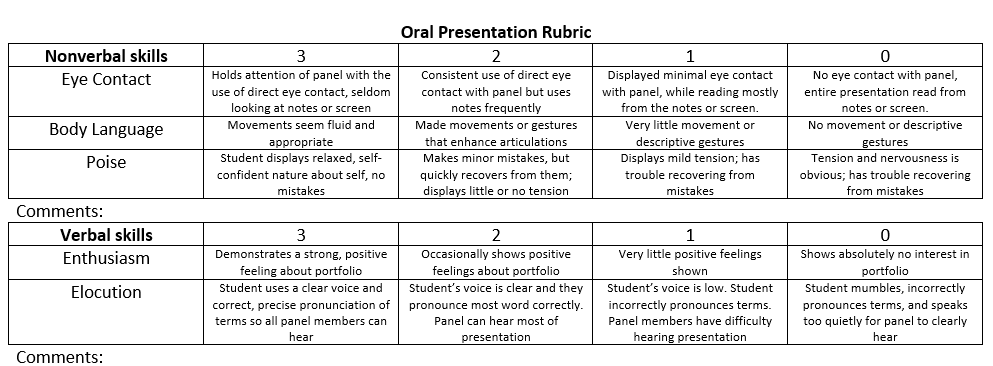 Oral Presentation Rubric
Nonverbal skills 3 2 1 0
Eye Contact
Holds attention of panel with the
use of direct eye contact, seldom
looking at notes or screen
Consistent use of direct eye
contact with panel but uses
notes frequently
Displayed minimal eye contact
with panel, while reading mostly
from the notes or screen.
No eye contact with panel,
entire presentation read from
notes or screen.
Body Language
Movements seem fluid and
appropriate
Made movements or gestures
that enhance articulations
Very little movement or
descriptive gestures
No movement or descriptive
gestures
Poise
Student displays relaxed, self-
confident nature about self, no
mistakes
Makes minor mistakes, but
quickly recovers from them;
displays little or no tension
Displays mild tension; has
trouble recovering from
mistakes
Tension and nervousness is
obvious; has trouble recovering
from mistakes
Comments:
Verbal skills 3 2 1 0
Enthusiasm
Demonstrates a strong, positive
feeling about portfolio
Occasionally shows positive
feelings about portfolio
Very little positive feelings
shown
Shows absolutely no interest in
portfolio
Elocution
Student uses a clear voice and
correct, precise pronunciation of
terms so all panel members can
hear
Student’s voice is clear and they
pronounce most word correctly.
Panel can hear most of
presentation
Student’s voice is low. Student
incorrectly pronounces terms.
Panel members have difficulty
hearing presentation
Student mumbles, incorrectly
pronounces terms, and speaks
too quietly for panel to clearly
hear
Comments: